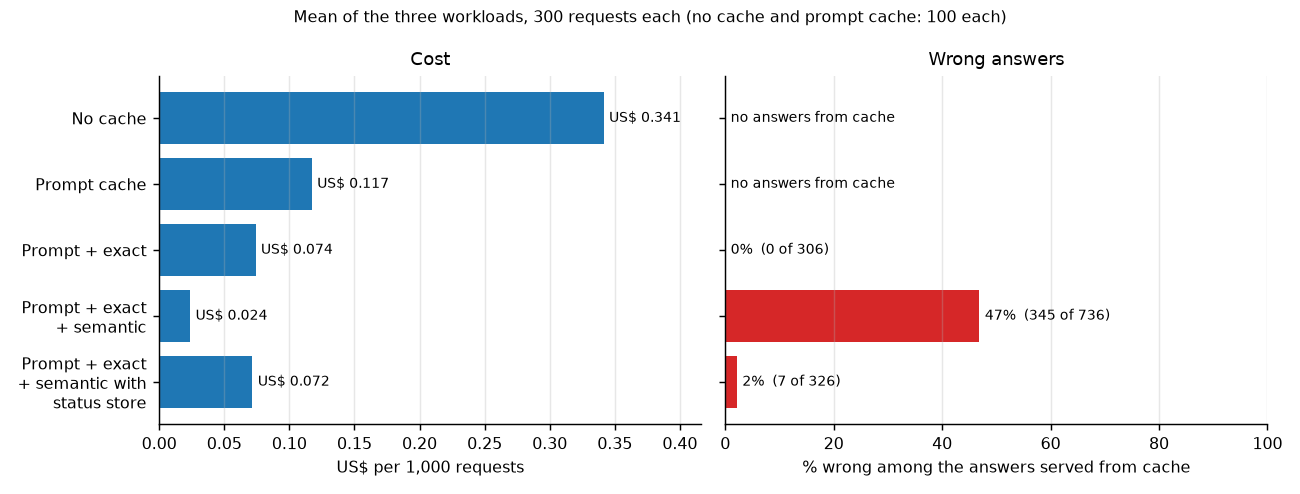 Mean of the three workloads, 300 requests each (no cache and prompt cache: 100 each)
Cost
No cache
US$ 0.341
Prompt cache
US$ 0.117
Prompt + exact
US$ 0.074
Prompt + exact
+ semantic
US$ 0.024
Prompt + exact
+ semantic with
status store
US$ 0.072
0.00 0.05 0.10 0.15 0.20 0.25 0.30 0.35 0.40
US$ per 1,000 requests
Wrong answers
no answers from cache
no answers from cache
0% (0 of 306)
47% (345 of 736)
2% (7 of 326)
0 20 40 60 80 100
% wrong among the answers served from cache